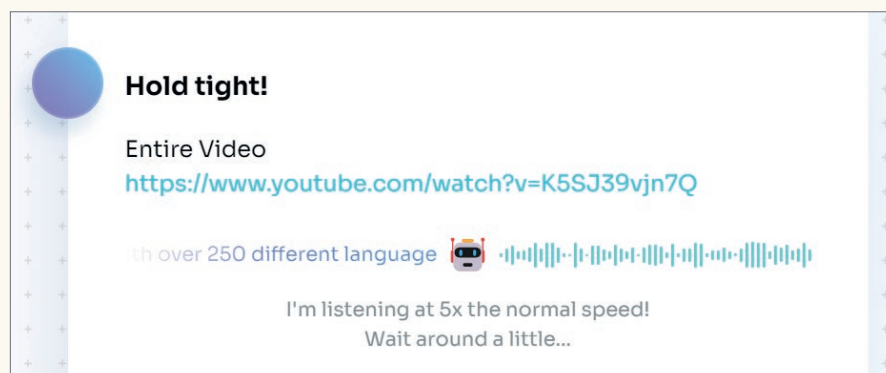 Hold tight!
Entire Video
https://www.youtube.com/watch?v=K5SJ39vjn7Q
over 250 different language
I'm listening at 5x the normal speed!
Wait around a little...